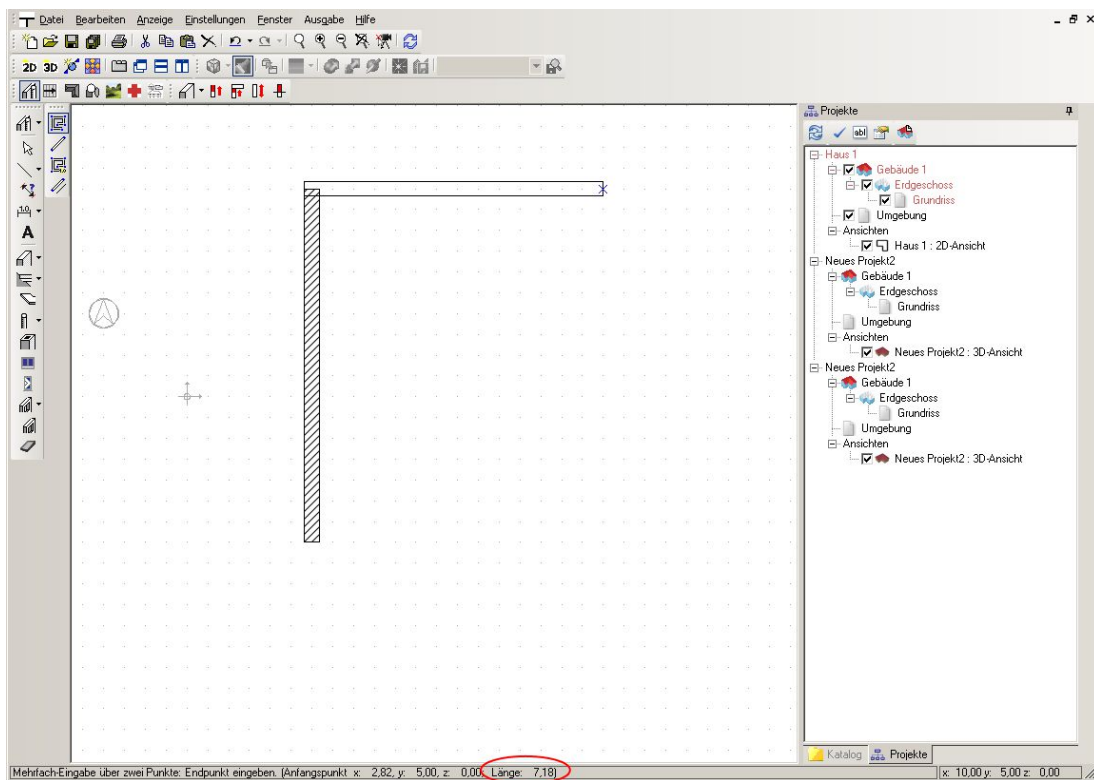 Datei Bearbeiten Anzeige Einstellungen Fenster Ausgabe Hilfe
2D 3D
abl
1.0
A
Projekte
Haus 1
Gebäude 1
Erdgeschoss
Grundriss
Umgebung
Ansichten
Haus 1 : 2D-Ansicht
Neues Projekt2
Gebäude 1
Erdgeschoss
Grundriss
Umgebung
Ansichten
Neues Projekt2 : 3D-Ansicht
Neues Projekt2
Gebäude 1
Erdgeschoss
Grundriss
Umgebung
Ansichten
Neues Projekt2 : 3D-Ansicht
Katalog Projekte
Mehrfach-Eingabe über zwei Punkte: Endpunkt eingeben. (Anfangspunkt x: 2,82, y: 5,00, z: 0,00, Länge: 7,18)
x: 10,00 y: 5,00 z: 0,00